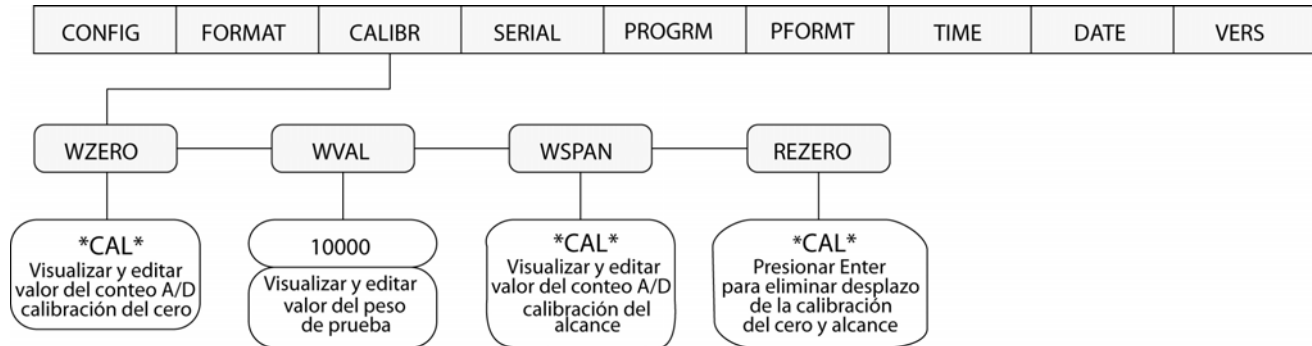 CONFIG FORMAT CALIBR SERIAL PROGRM PFORMT TIME DATE VERS
WZERO WVAL WSPAN REZERO
*CAL*
Visualizar y editar
valor del conteo A/D
calibración del cero
10000
Visualizar y editar
valor del peso
de prueba
*CAL*
Visualizar y editar
valor del conteo A/D
calibración del
alcance
*CAL*
Presionar Enter
para eliminar desplazo
de la calibración
del cero y alcance